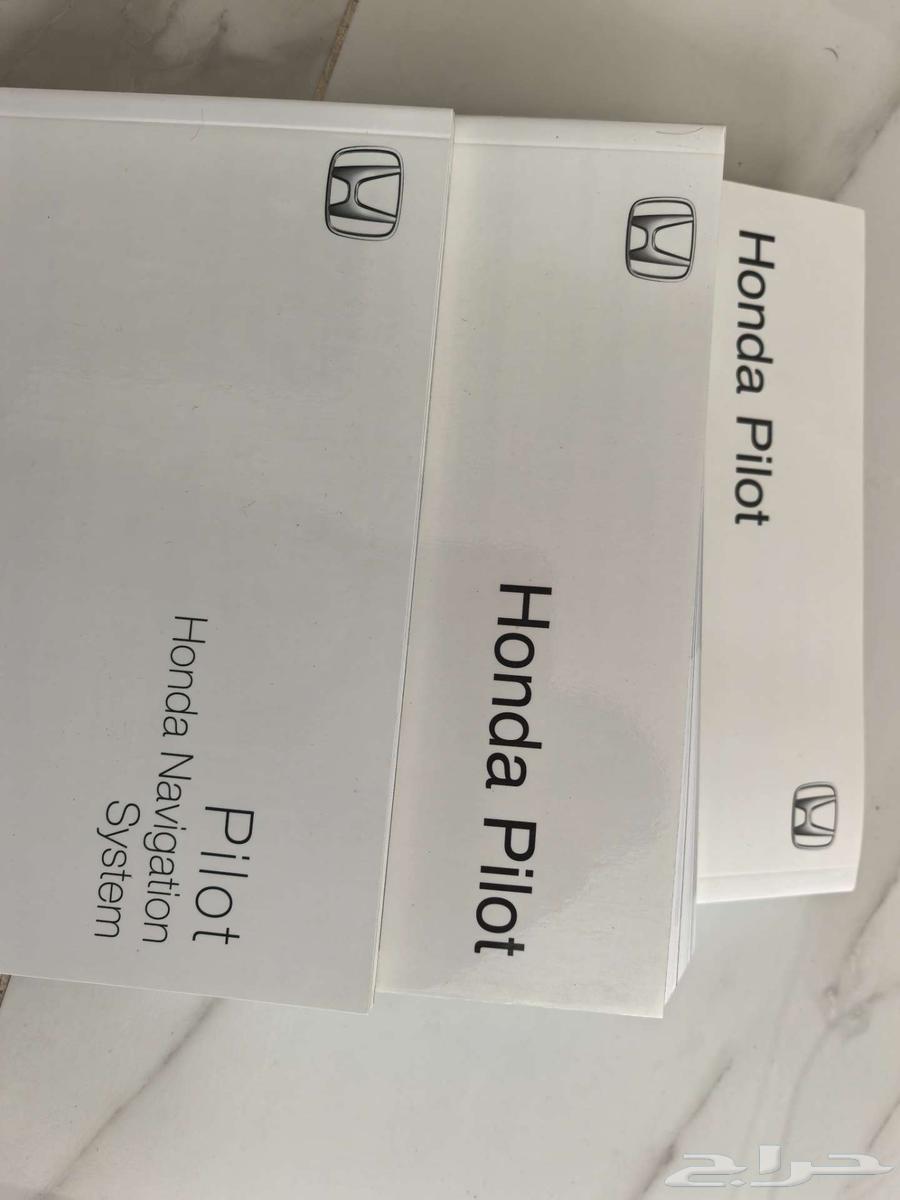 Honda Pilot
Honda Pilot
Pilot
Honda Navigation
System
حراج